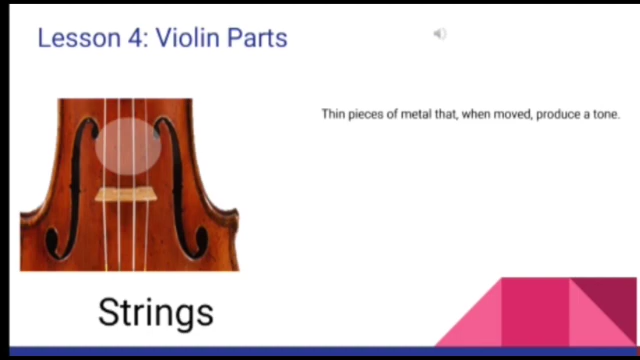 Lesson 4: Violin Parts
Thin pieces of metal that, when moved, produce a tone.
Strings